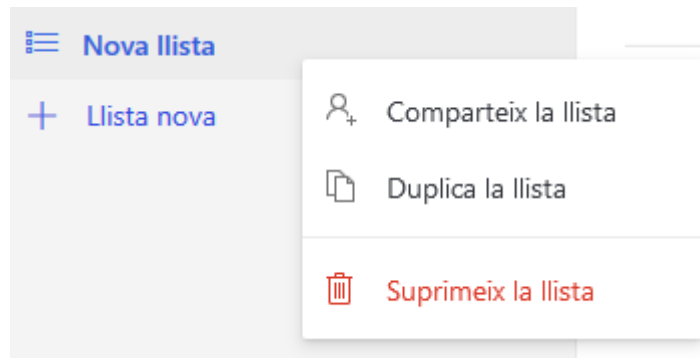 Nova llista
Llista nova
Comparteix la llista
Duplica la llista
Suprimeix la llista